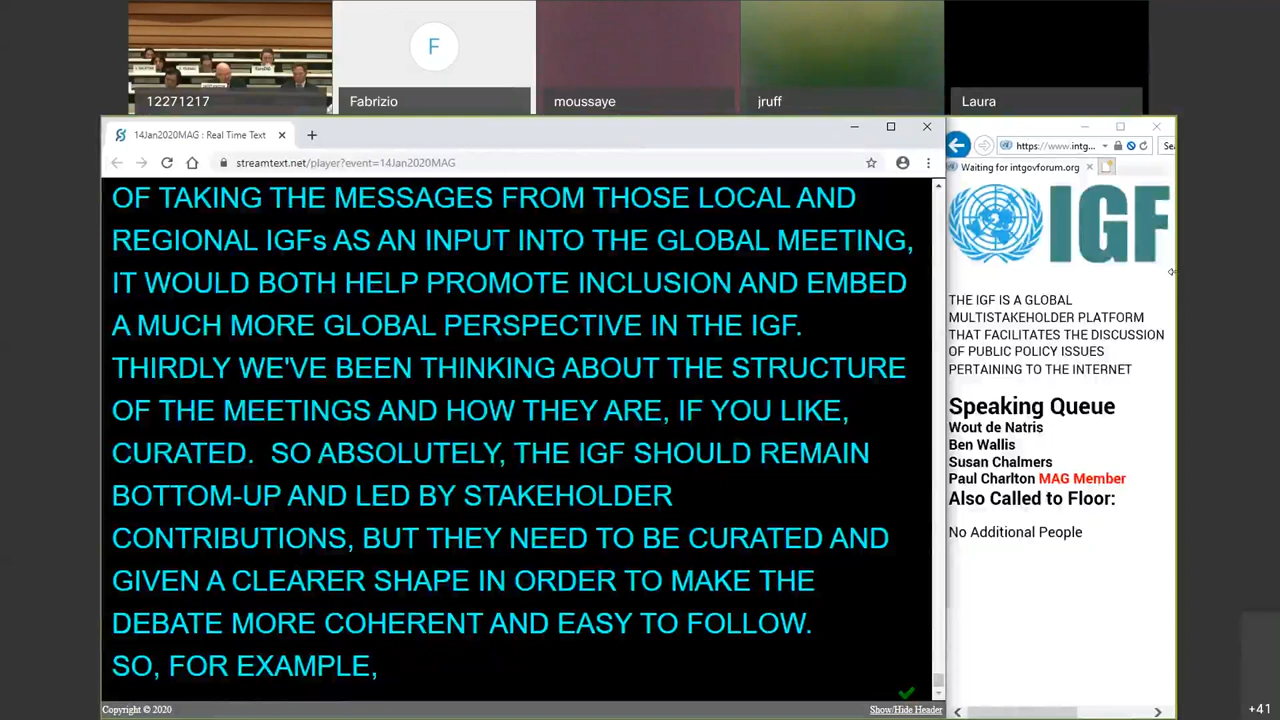 F
12271217
Fabrizio
moussaye
jruff
Laura
14Jan2020MAG : Real Time Text
streamtext.net/player?event=14Jan2020MAG
OF TAKING THE MESSAGES FROM THOSE LOCAL AND
REGIONAL IGFs AS AN INPUT INTO THE GLOBAL MEETING,
IT WOULD BOTH HELP PROMOTE INCLUSION AND EMBED
A MUCH MORE GLOBAL PERSPECTIVE IN THE IGF.
THIRDLY WE'VE BEEN THINKING ABOUT THE STRUCTURE
OF THE MEETINGS AND HOW THEY ARE, IF YOU LIKE,
CURATED.  SO ABSOLUTELY, THE IGF SHOULD REMAIN
BOTTOM-UP AND LED BY STAKEHOLDER
CONTRIBUTIONS, BUT THEY NEED TO BE CURATED AND
GIVEN A CLEARER SHAPE IN ORDER TO MAKE THE
DEBATE MORE COHERENT AND EASY TO FOLLOW.
SO, FOR EXAMPLE,
Copyright © 2020
Show/Hide Header
https://www.intg...
Sea
Waiting for intgovforum.org
IGF
THE IGF IS A GLOBAL
MULTISTAKEHOLDER PLATFORM
THAT FACILITATES THE DISCUSSION
OF PUBLIC POLICY ISSUES
PERTAINING TO THE INTERNET
Speaking Queue
Wout de Natris
Ben Wallis
Susan Chalmers
Paul Charlton MAG Member
Also Called to Floor:
No Additional People
+41